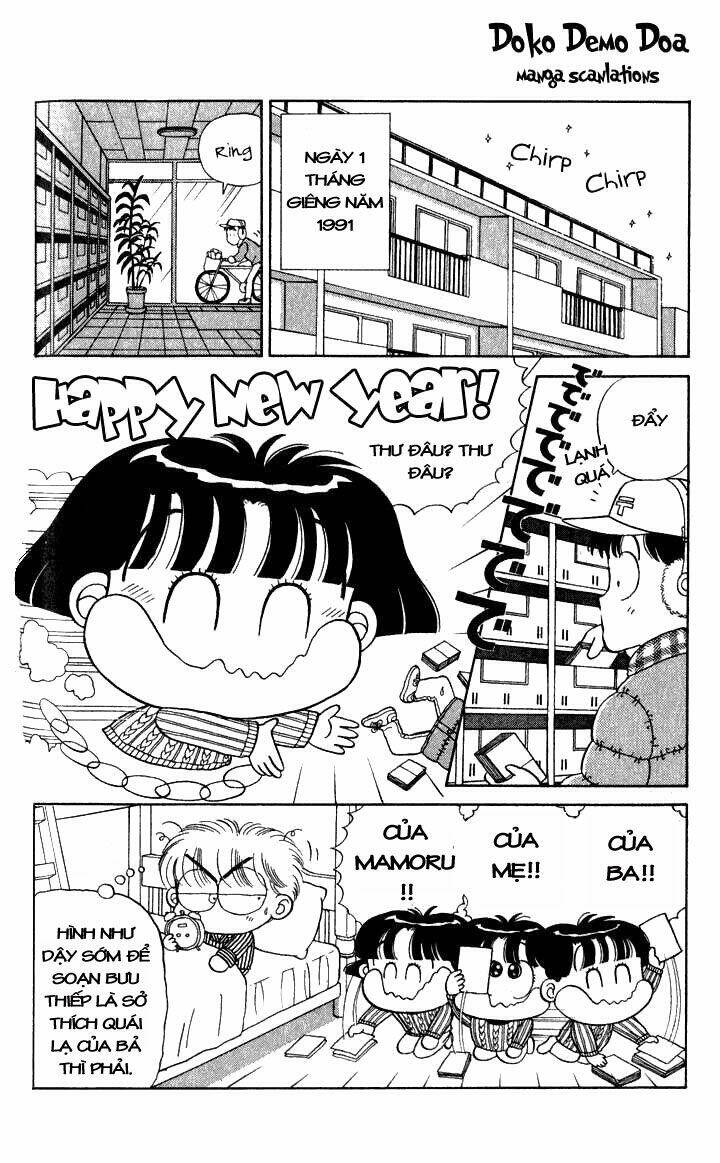 Doko Demo Doa
Manga Scanlations
Ring
NGÀY 1
THÁNG
GIÊNG NĂM
1991
Chirp
Chirp
Happy New Year!
THƯ ĐÂU? THƯ
ĐÂU?
ĐẨY
LẠNH
QUÁ
HÌNH NHƯ
DẬY SỚM ĐỂ
SOẠN BƯU
THIẾP LÀ SỞ
THÍCH QUÁI
LẠ CỦA BẢ
THÌ PHẢI.
CỦA
MAMORU
!!
CỦA
MẸ!!
CỦA
BA!!